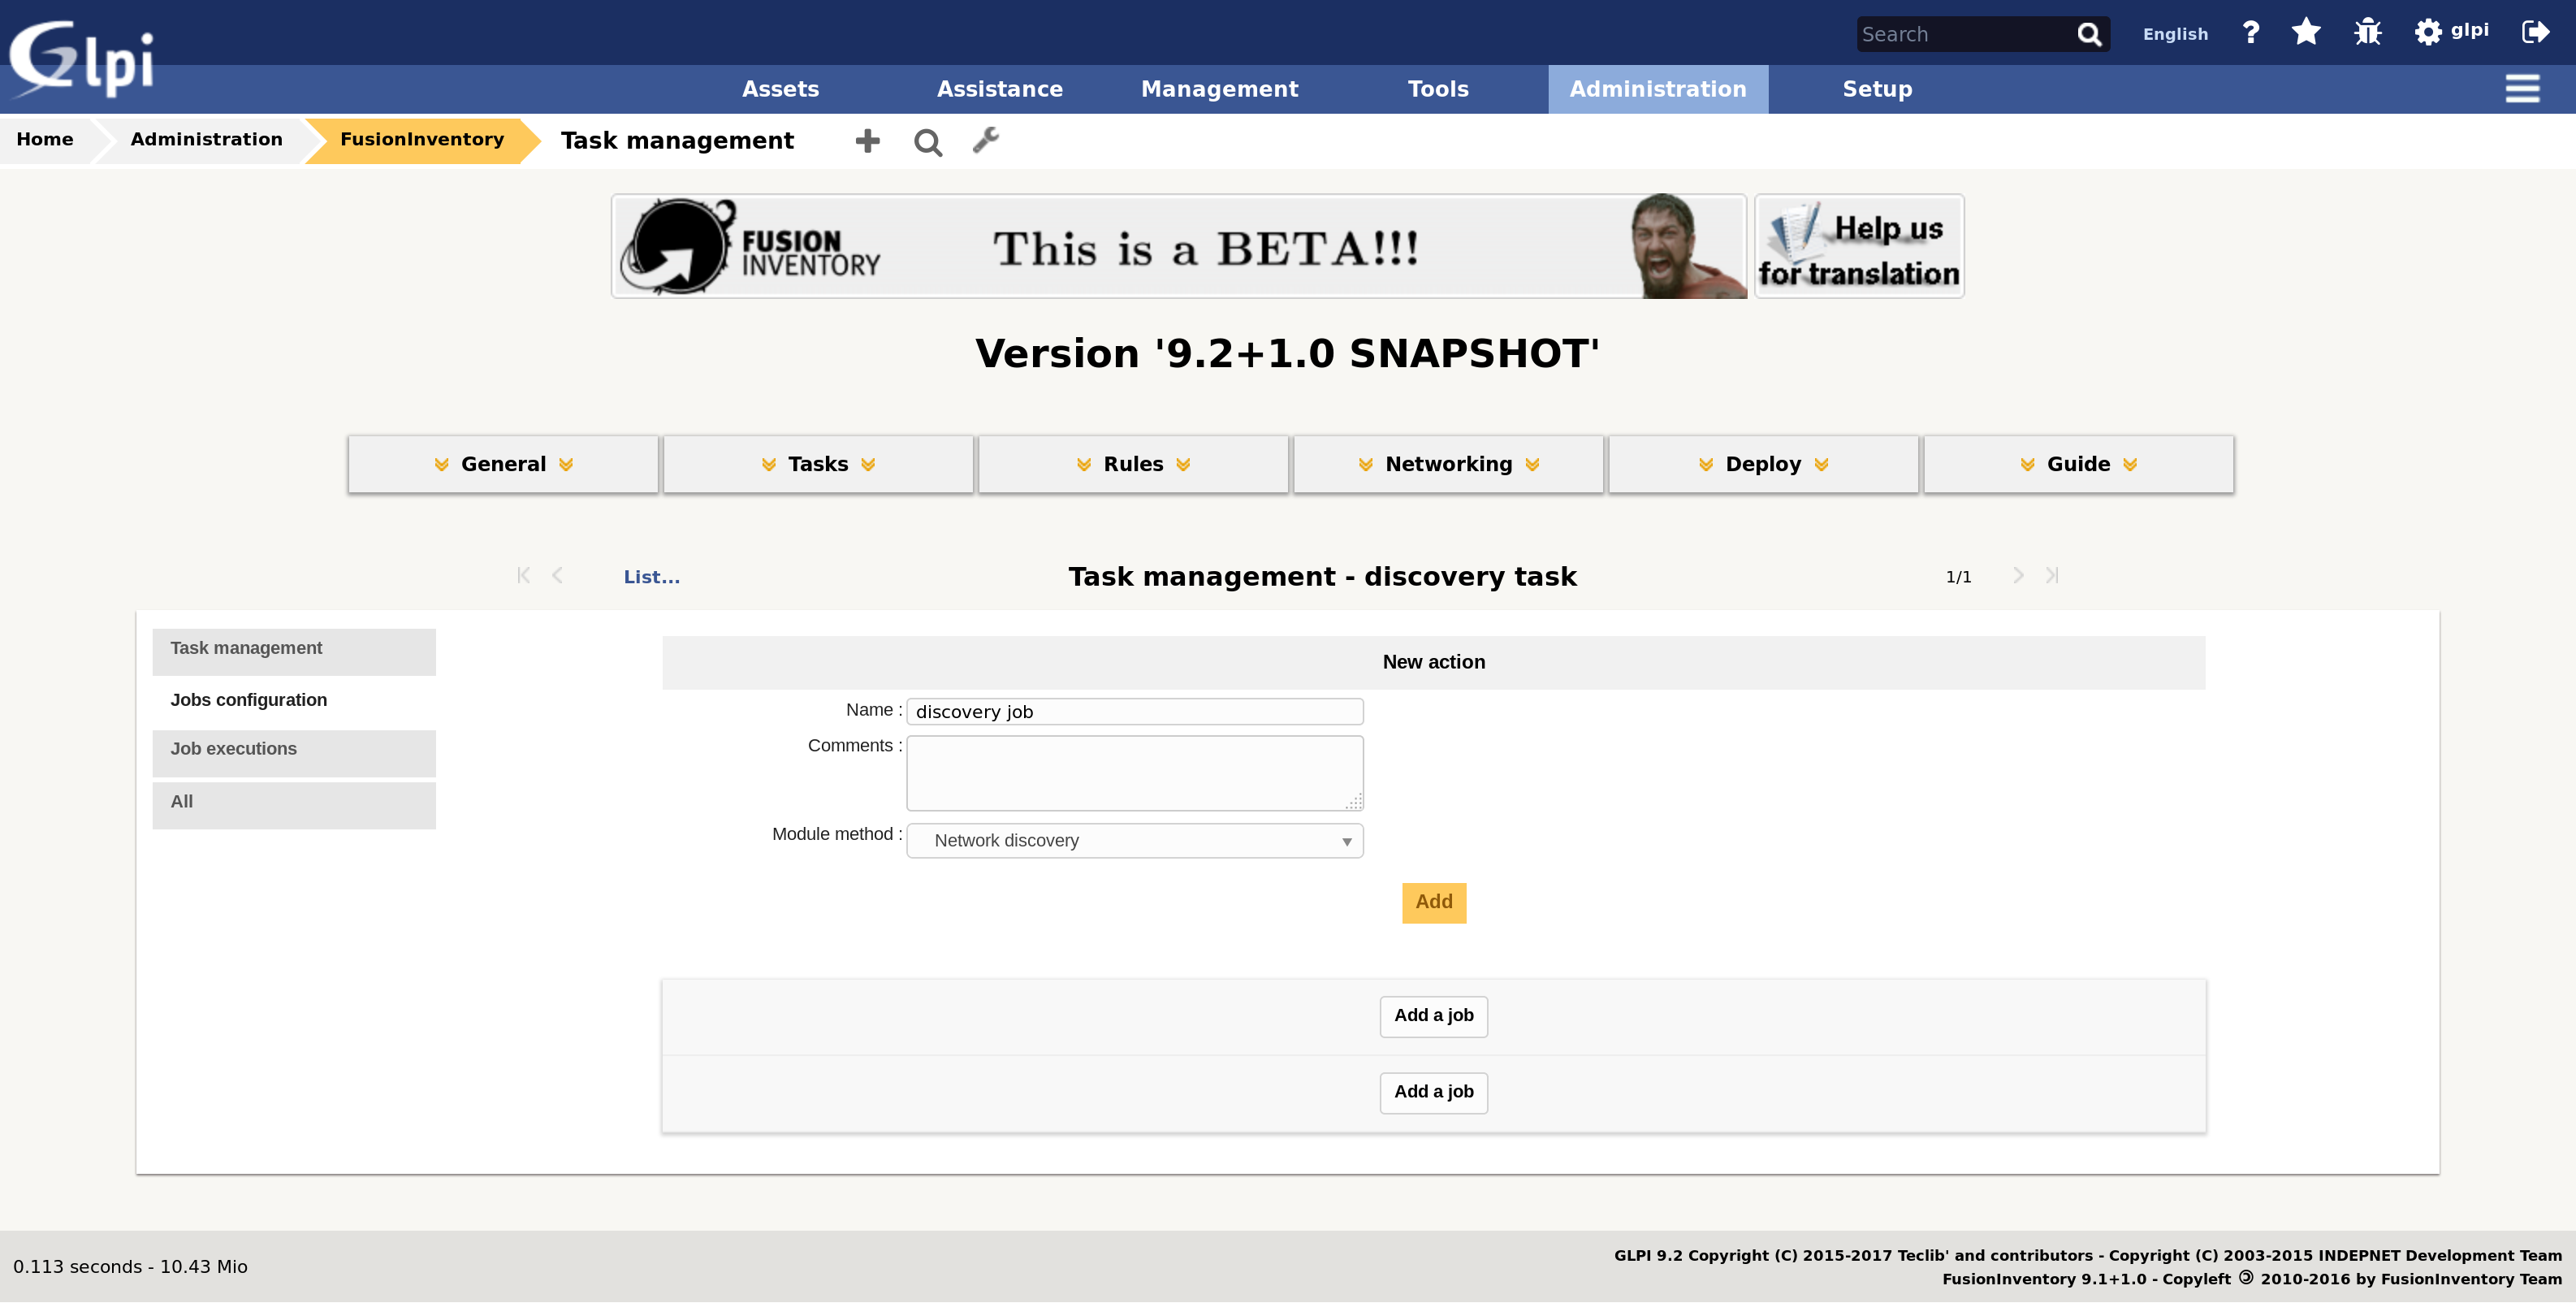 Glpi
Search
English
? 
glpi
Assets Assistance Management Tools Administration Setup
Home Administration FusionInventory Task management
FUSION
INVENTORY
This is a BETA!!!
Help us
for translation
Version '9.2+1.0 SNAPSHOT'
General Tasks Rules Networking Deploy Guide
List... Task management - discovery task 1/1
Task management
Jobs configuration
Job executions
All
New action
Name : discovery job
Comments :
Module method : Network discovery
Add
Add a job
Add a job
0.113 seconds - 10.43 Mio
GLPI 9.2 Copyright (C) 2015-2017 Teclib' and contributors - Copyright (C) 2003-2015 INDEPNET Development Team
FusionInventory 9.1+1.0 - Copyleft 🄯 2010-2016 by FusionInventory Team